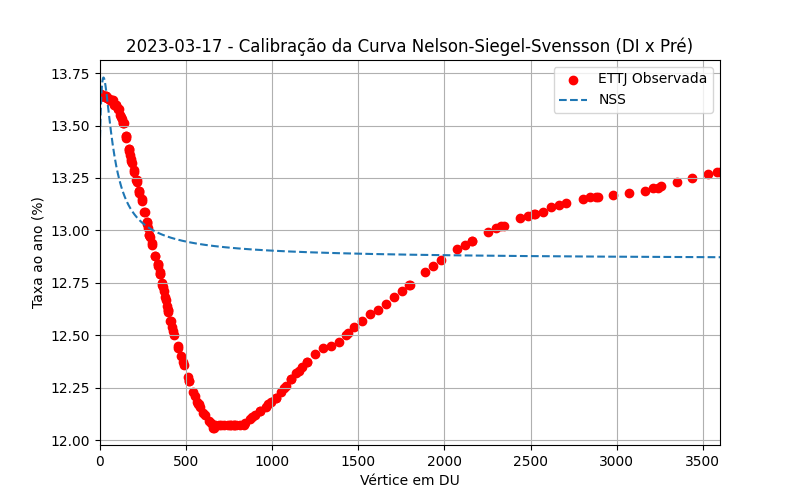 2023-03-17 - Calibração da Curva Nelson-Siegel-Svensson (DI x Pré)
ETTJ Observada
NSS
Taxa ao ano (%)
13.75
13.50
13.25
13.00
12.75
12.50
12.25
12.00
0 500 1000 1500 2000 2500 3000 3500
Vértice em DU